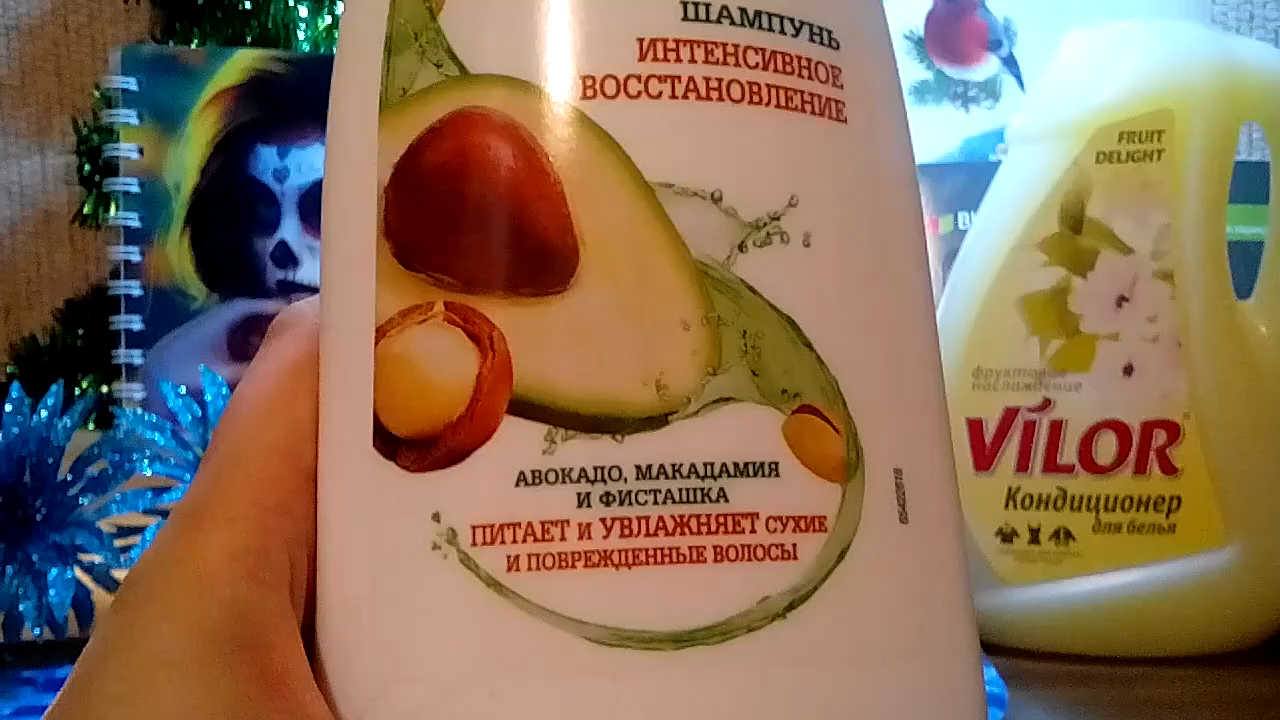 ШАМПУНЬ
ИНТЕНСИВНОЕ
ВОССТАНОВЛЕНИЕ
АВОКАДО, МАКАДАМИЯ
И ФИСТАШКА
ПИТАЕТ И УВЛАЖНЯЕТ СУХИЕ
И ПОВРЕЖДЕННЫЕ ВОЛОСЫ
FRUIT
DELIGHT
фруктовое
наслаждение
VILOR
Кондиционер
для белья